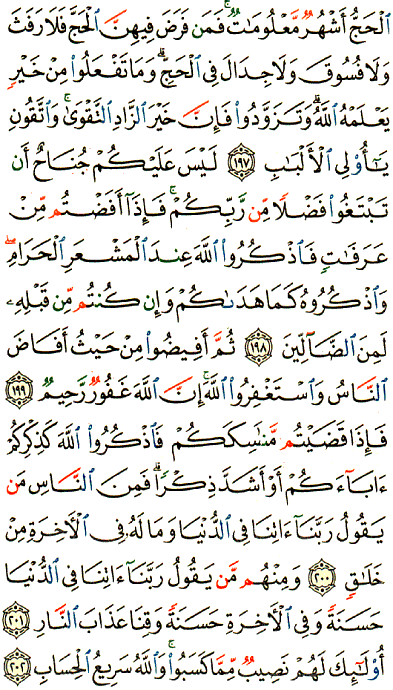 ٱلْحَجُّ أَشْهُرٌ مَّعْلُومَـٰتٌ ۚ فَمَن فَرَضَ فِيهِنَّ ٱلْحَجَّ فَلَا رَفَثَ
وَلَا فُسُوقَ وَلَا جِدَالَ فِى ٱلْحَجِّ ۗ وَمَا تَفْعَلُوا۟ مِنْ خَيْرٍ
يَعْلَمْهُ ٱللَّهُ ۗ وَتَزَوَّدُوا۟ فَإِنَّ خَيْرَ ٱلزَّادِ ٱلتَّقْوَىٰ ۚ وَٱتَّقُونِ
يَـٰٓأُو۟لِى ٱلْأَلْبَـٰبِ ١٩٧ لَيْسَ عَلَيْكُمْ جُنَاحٌ أَن
تَبْتَغُوا۟ فَضْلًا مِّن رَّبِّكُمْ ۚ فَإِذَآ أَفَضْتُم مِّنْ
عَرَفَـٰتٍ فَٱذْكُرُوا۟ ٱللَّهَ عِندَ ٱلْمَشْعَرِ ٱلْحَرَامِ ۖ
وَٱذْكُرُوهُ كَمَا هَدَىٰكُمْ وَإِن كُنتُم مِّن قَبْلِهِۦ
لَمِنَ ٱلضَّآلِّينَ ١٩٨ ثُمَّ أَفِيضُوا۟ مِنْ حَيْثُ أَفَاضَ
ٱلنَّاسُ وَٱسْتَغْفِرُوا۟ ٱللَّهَ ۚ إِنَّ ٱللَّهَ غَفُورٌ رَّحِيمٌ ١٩٩
فَإِذَا قَضَيْتُم مَّنَـٰسِكَكُمْ فَٱذْكُرُوا۟ ٱللَّهَ كَذِكْرِكُمْ
ءَابَآءَكُمْ أَوْ أَشَدَّ ذِكْرًا ۗ فَمِنَ ٱلنَّاسِ مَن
يَقُولُ رَبَّنَآ ءَاتِنَا فِى ٱلدُّنْيَا وَمَا لَهُۥ فِى ٱلْـَٔاخِرَةِ مِنْ
خَلَـٰقٍ ٢٠٠ وَمِنْهُم مَّن يَقُولُ رَبَّنَآ ءَاتِنَا فِى ٱلدُّنْيَا
حَسَنَةً وَفِى ٱلْـَٔاخِرَةِ حَسَنَةً وَقِنَا عَذَابَ ٱلنَّارِ ٢٠١
أُو۟لَـٰٓئِكَ لَهُمْ نَصِيبٌ مِّمَّا كَسَبُوا۟ ۚ وَٱللَّهُ سَرِيعُ ٱلْحِسَابِ ٢٠٢